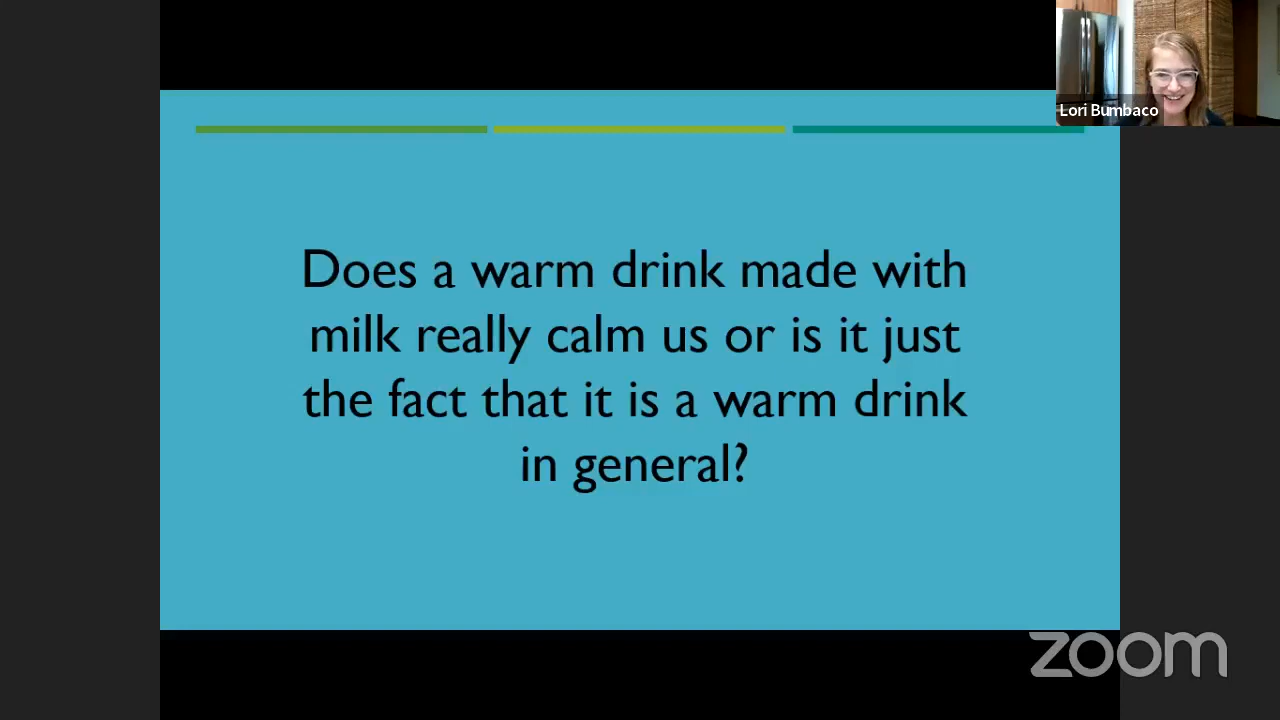 Lori Bumbaco
Does a warm drink made with
milk really calm us or is it just
the fact that it is a warm drink
in general?
zoom